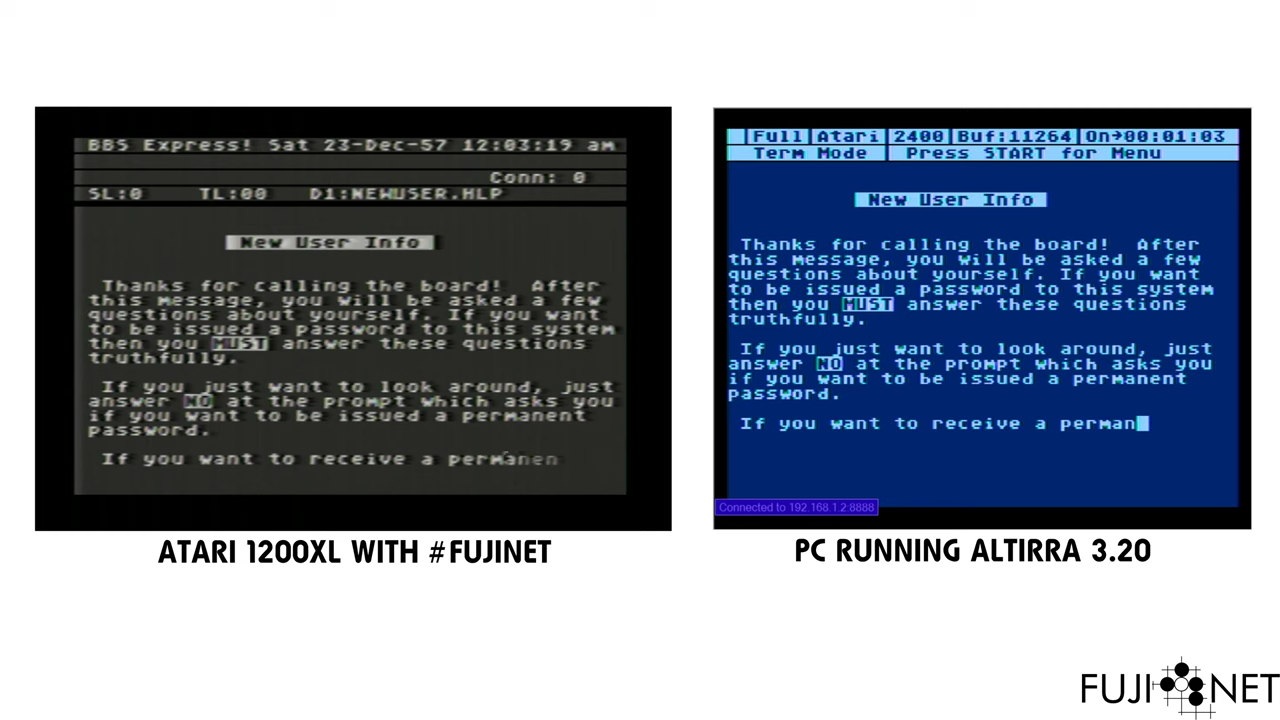 BBS Express! Sat 23-Dec-57 12:03:19 am
Conn: 0
SL:0 TL:00 D1:NEWUSER.HLP
New User Info
Thanks for calling the board! After
this message, you will be asked a few
questions about yourself. If you want
to be issued a password to this system
then you MUST answer these questions
truthfully.
If you just want to look around, just
answer NO at the prompt which asks you
if you want to be issued a permanent
password.
If you want to receive a permanen
ATARI 1200XL WITH #FUJINET
Full Atari 2400 Buf:11264 On→00:01:03
Term Mode Press START for Menu
New User Info
Thanks for calling the board! After
this message, you will be asked a few
questions about yourself. If you want
to be issued a password to this system
then you MUST answer these questions
truthfully.
If you just want to look around, just
answer NO at the prompt which asks you
if you want to be issued a permanent
password.
If you want to receive a perman
Connected to 192.168.1.2:8888
PC RUNNING ALTIRRA 3.20
FUJINET